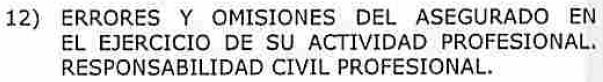 12) ERRORES Y OMISIONES DEL ASEGURADO EN
EL EJERCICIO DE SU ACTIVIDAD PROFESIONAL.
RESPONSABILIDAD CIVIL PROFESIONAL.